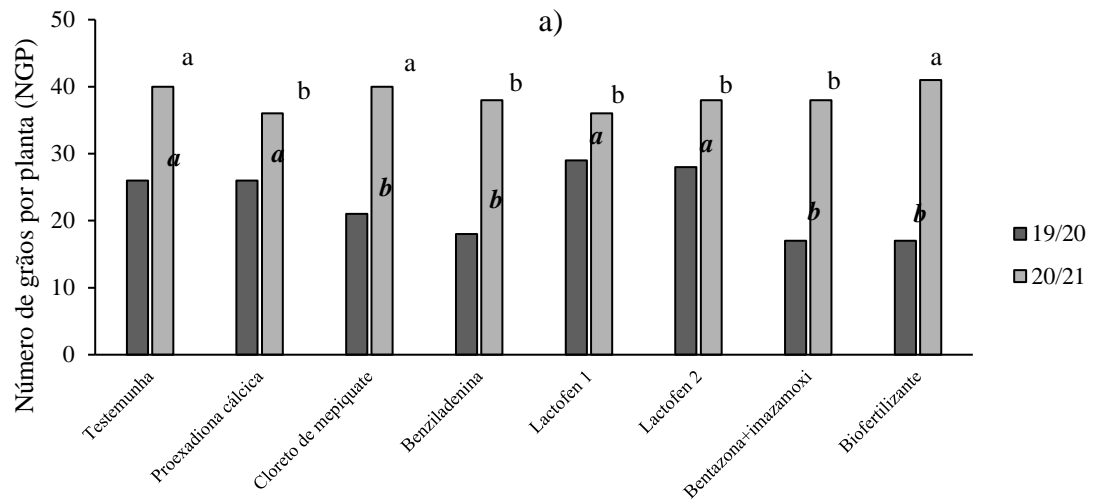 a)
Número de grãos por planta (NGP)
50
40
30
20
10
0
a
b
a
b
b
b
b
a
a
a
b
b
a
a
b
b
Testemunha
Proexadiona cálcica
Cloreto de mepiquate
Benziladenina
Lactofen 1
Lactofen 2
Bentazona+imazamoxi
Biofertilizante
19/20
20/21